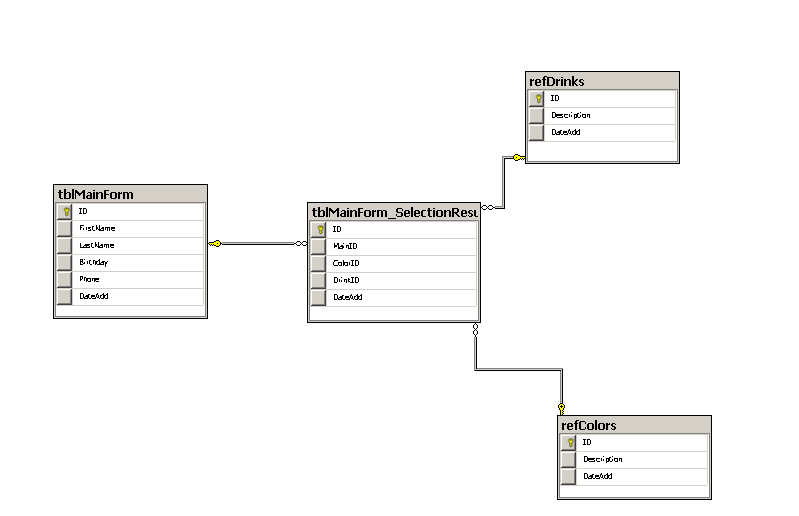 tblMainForm
ID
FirstName
LastName
Birthday
Phone
DateAdd
tblMainForm_SelectionResu
ID
MainID
ColorID
DrinkID
DateAdd
refDrinks
ID
Description
DateAdd
refColors
ID
Description
DateAdd